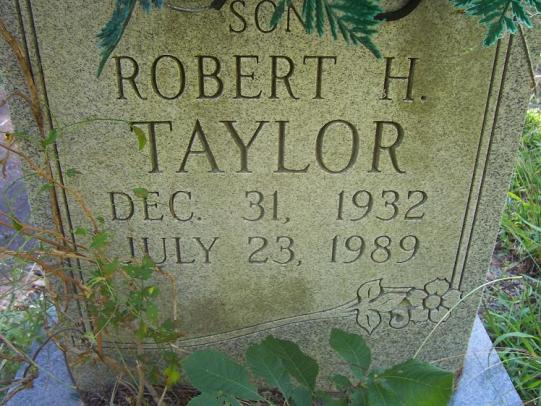 SON
ROBERT H.
TAYLOR
DEC. 31, 1932
JULY 23, 1989